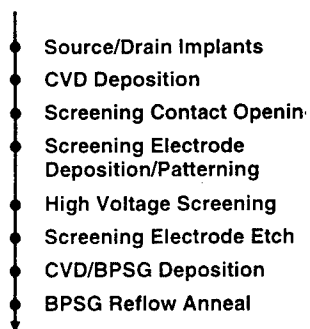 Source/Drain Implants
CVD Deposition
Screening Contact Openin
Screening Electrode
Deposition/Patterning
High Voltage Screening
Screening Electrode Etch
CVD/BPSG Deposition
BPSG Reflow Anneal